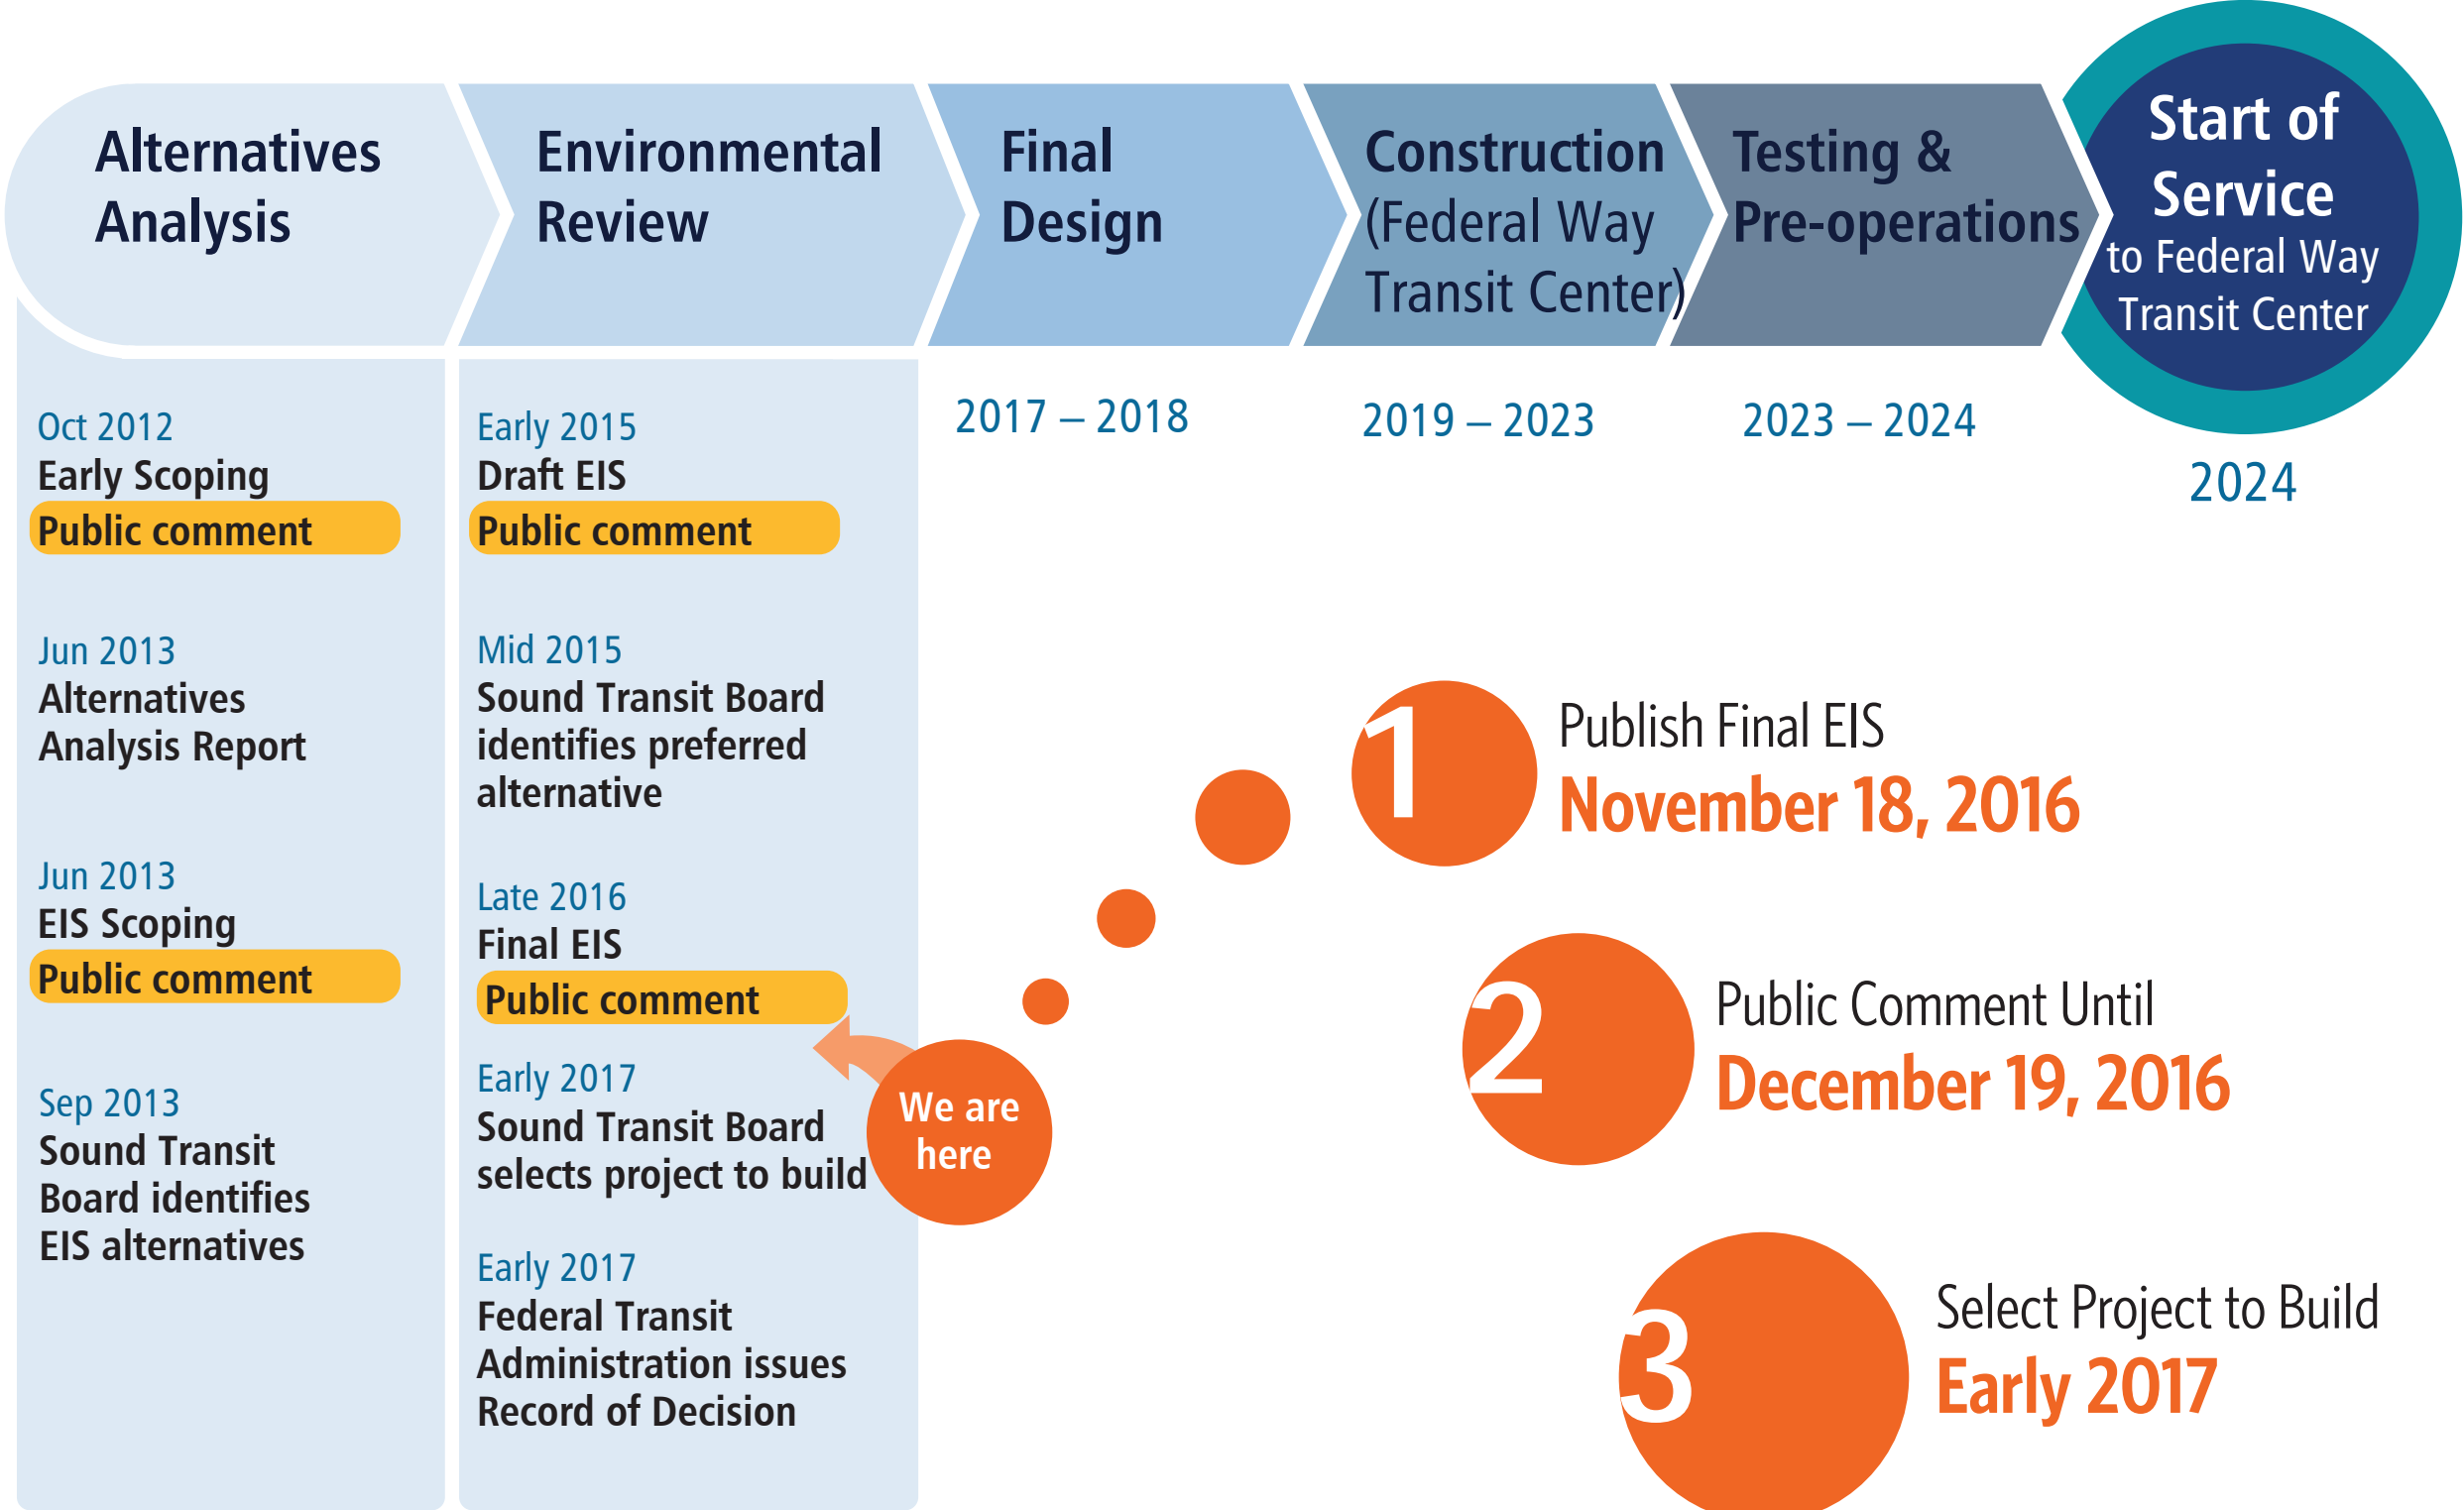 Alternatives
Analysis
Environmental
Review
Final
Design
Construction
(Federal Way
Transit Center)
Testing &
Pre-operations
Start of
Service
to Federal Way
Transit Center
Oct 2012
Early Scoping
Public comment
Jun 2013
Alternatives
Analysis Report
Jun 2013
EIS Scoping
Public comment
Sep 2013
Sound Transit
Board identifies
EIS alternatives
Early 2015
Draft EIS
Public comment
Mid 2015
Sound Transit Board
identifies preferred
alternative
Late 2016
Final EIS
Public comment
Early 2017
Sound Transit Board
selects project to build
Early 2017
Federal Transit
Administration issues
Record of Decision
2017 – 2018
2019 – 2023
2023 – 2024
2024
We are
here
1
Publish Final EIS
November 18, 2016
2
Public Comment Until
December 19, 2016
3
Select Project to Build
Early 2017